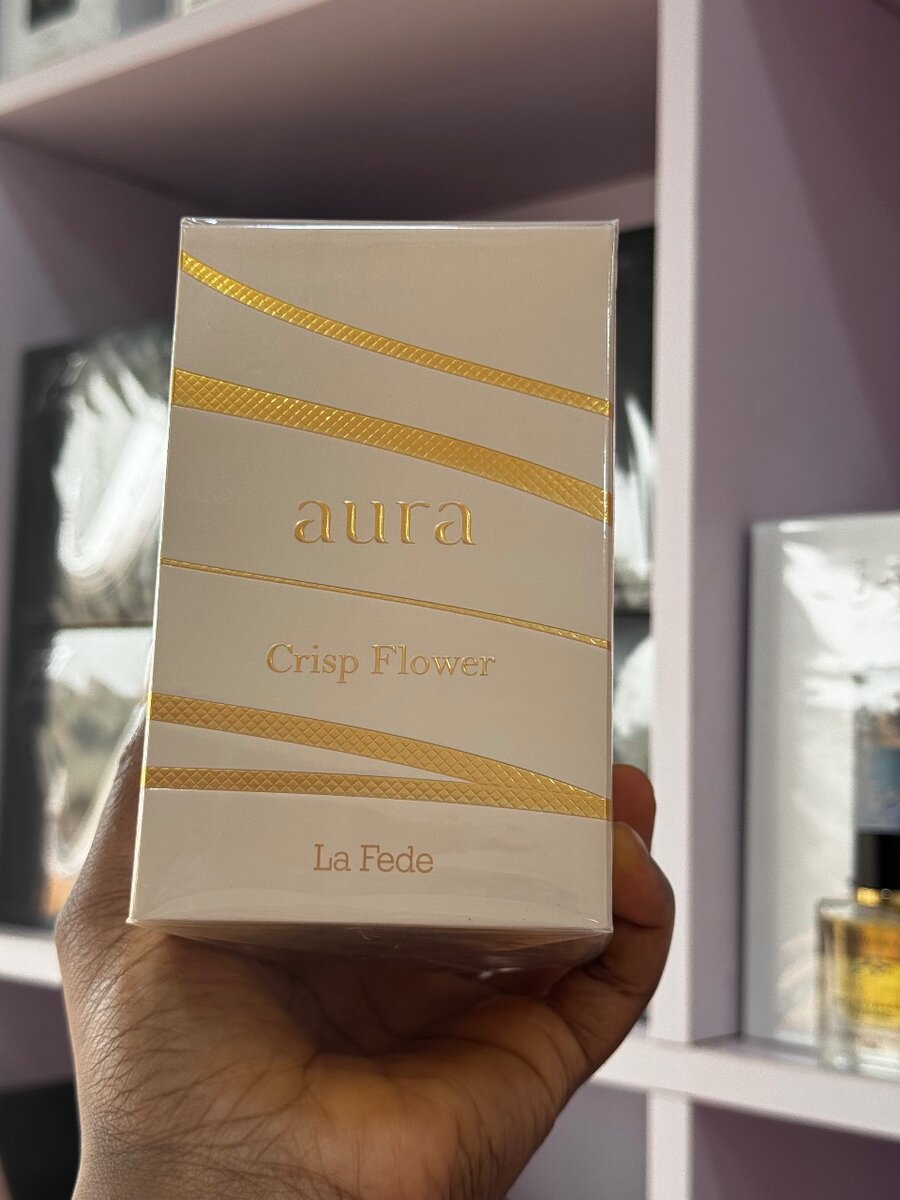 aura
Crisp Flower
La Fede